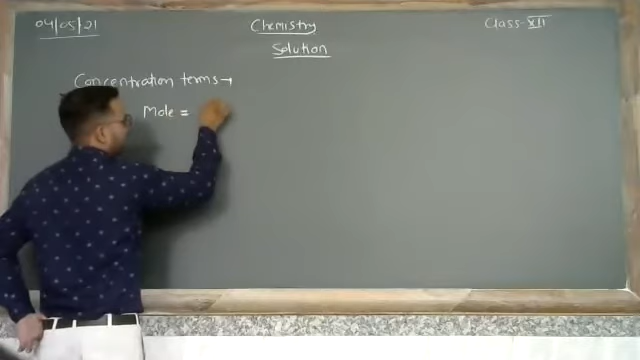 04/05/21 Chemistry Class-XII
Solution
Concentration terms→
Mole =